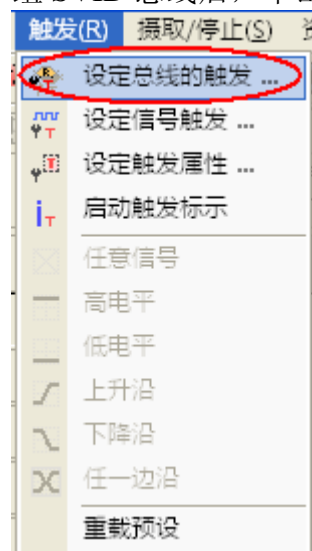 触发(R) 摄取/停止(S)
设定总线的触发 ...
设定信号触发 ...
设定触发属性 ...
启动触发标示
任意信号
高电平
低电平
上升沿
下降沿
任一边沿
重载预设